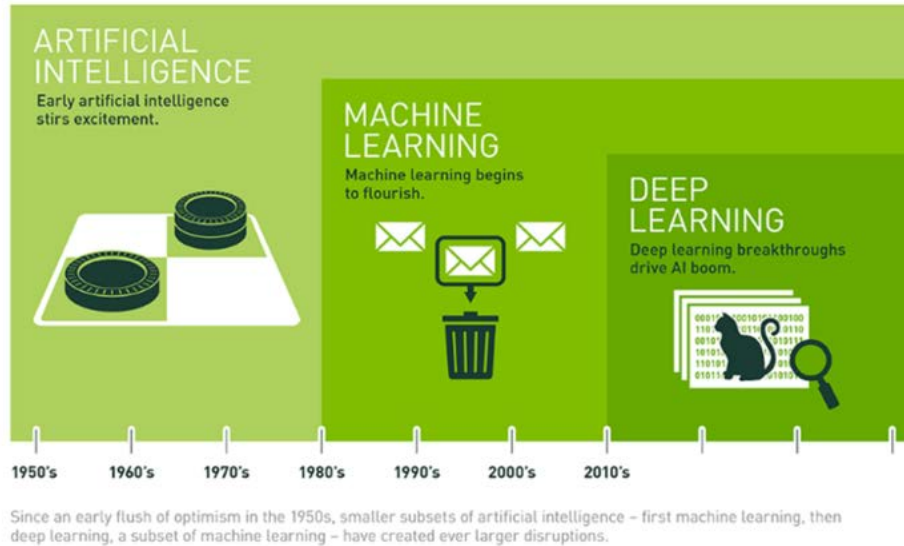 ARTIFICIAL
INTELLIGENCE
Early artificial intelligence
stirs excitement.
MACHINE
LEARNING
Machine learning begins
to flourish.
DEEP
LEARNING
Deep learning breakthroughs
drive AI boom.
1950's 1960's 1970's 1980's 1990's 2000's 2010's
Since an early flush of optimism in the 1950s, smaller subsets of artificial intelligence – first machine learning, then
deep learning, a subset of machine learning – have created ever larger disruptions.